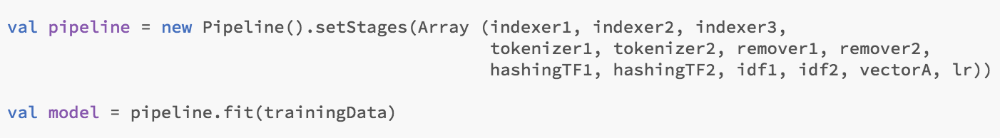 val pipeline = new Pipeline().setStages(Array (indexer1, indexer2, indexer3,
tokenizer1, tokenizer2, remover1, remover2,
hashingTF1, hashingTF2, idf1, idf2, vectorA, lr))
val model = pipeline.fit(trainingData)